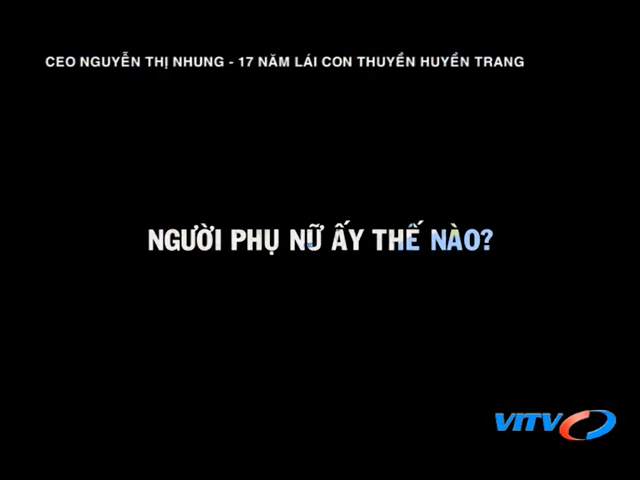 CEO NGUYỄN THỊ NHUNG - 17 NĂM LÁI CON THUYỀN HUYỀN TRANG
NGƯỜI PHỤ NỮ ẤY THẾ NÀO?
VITV